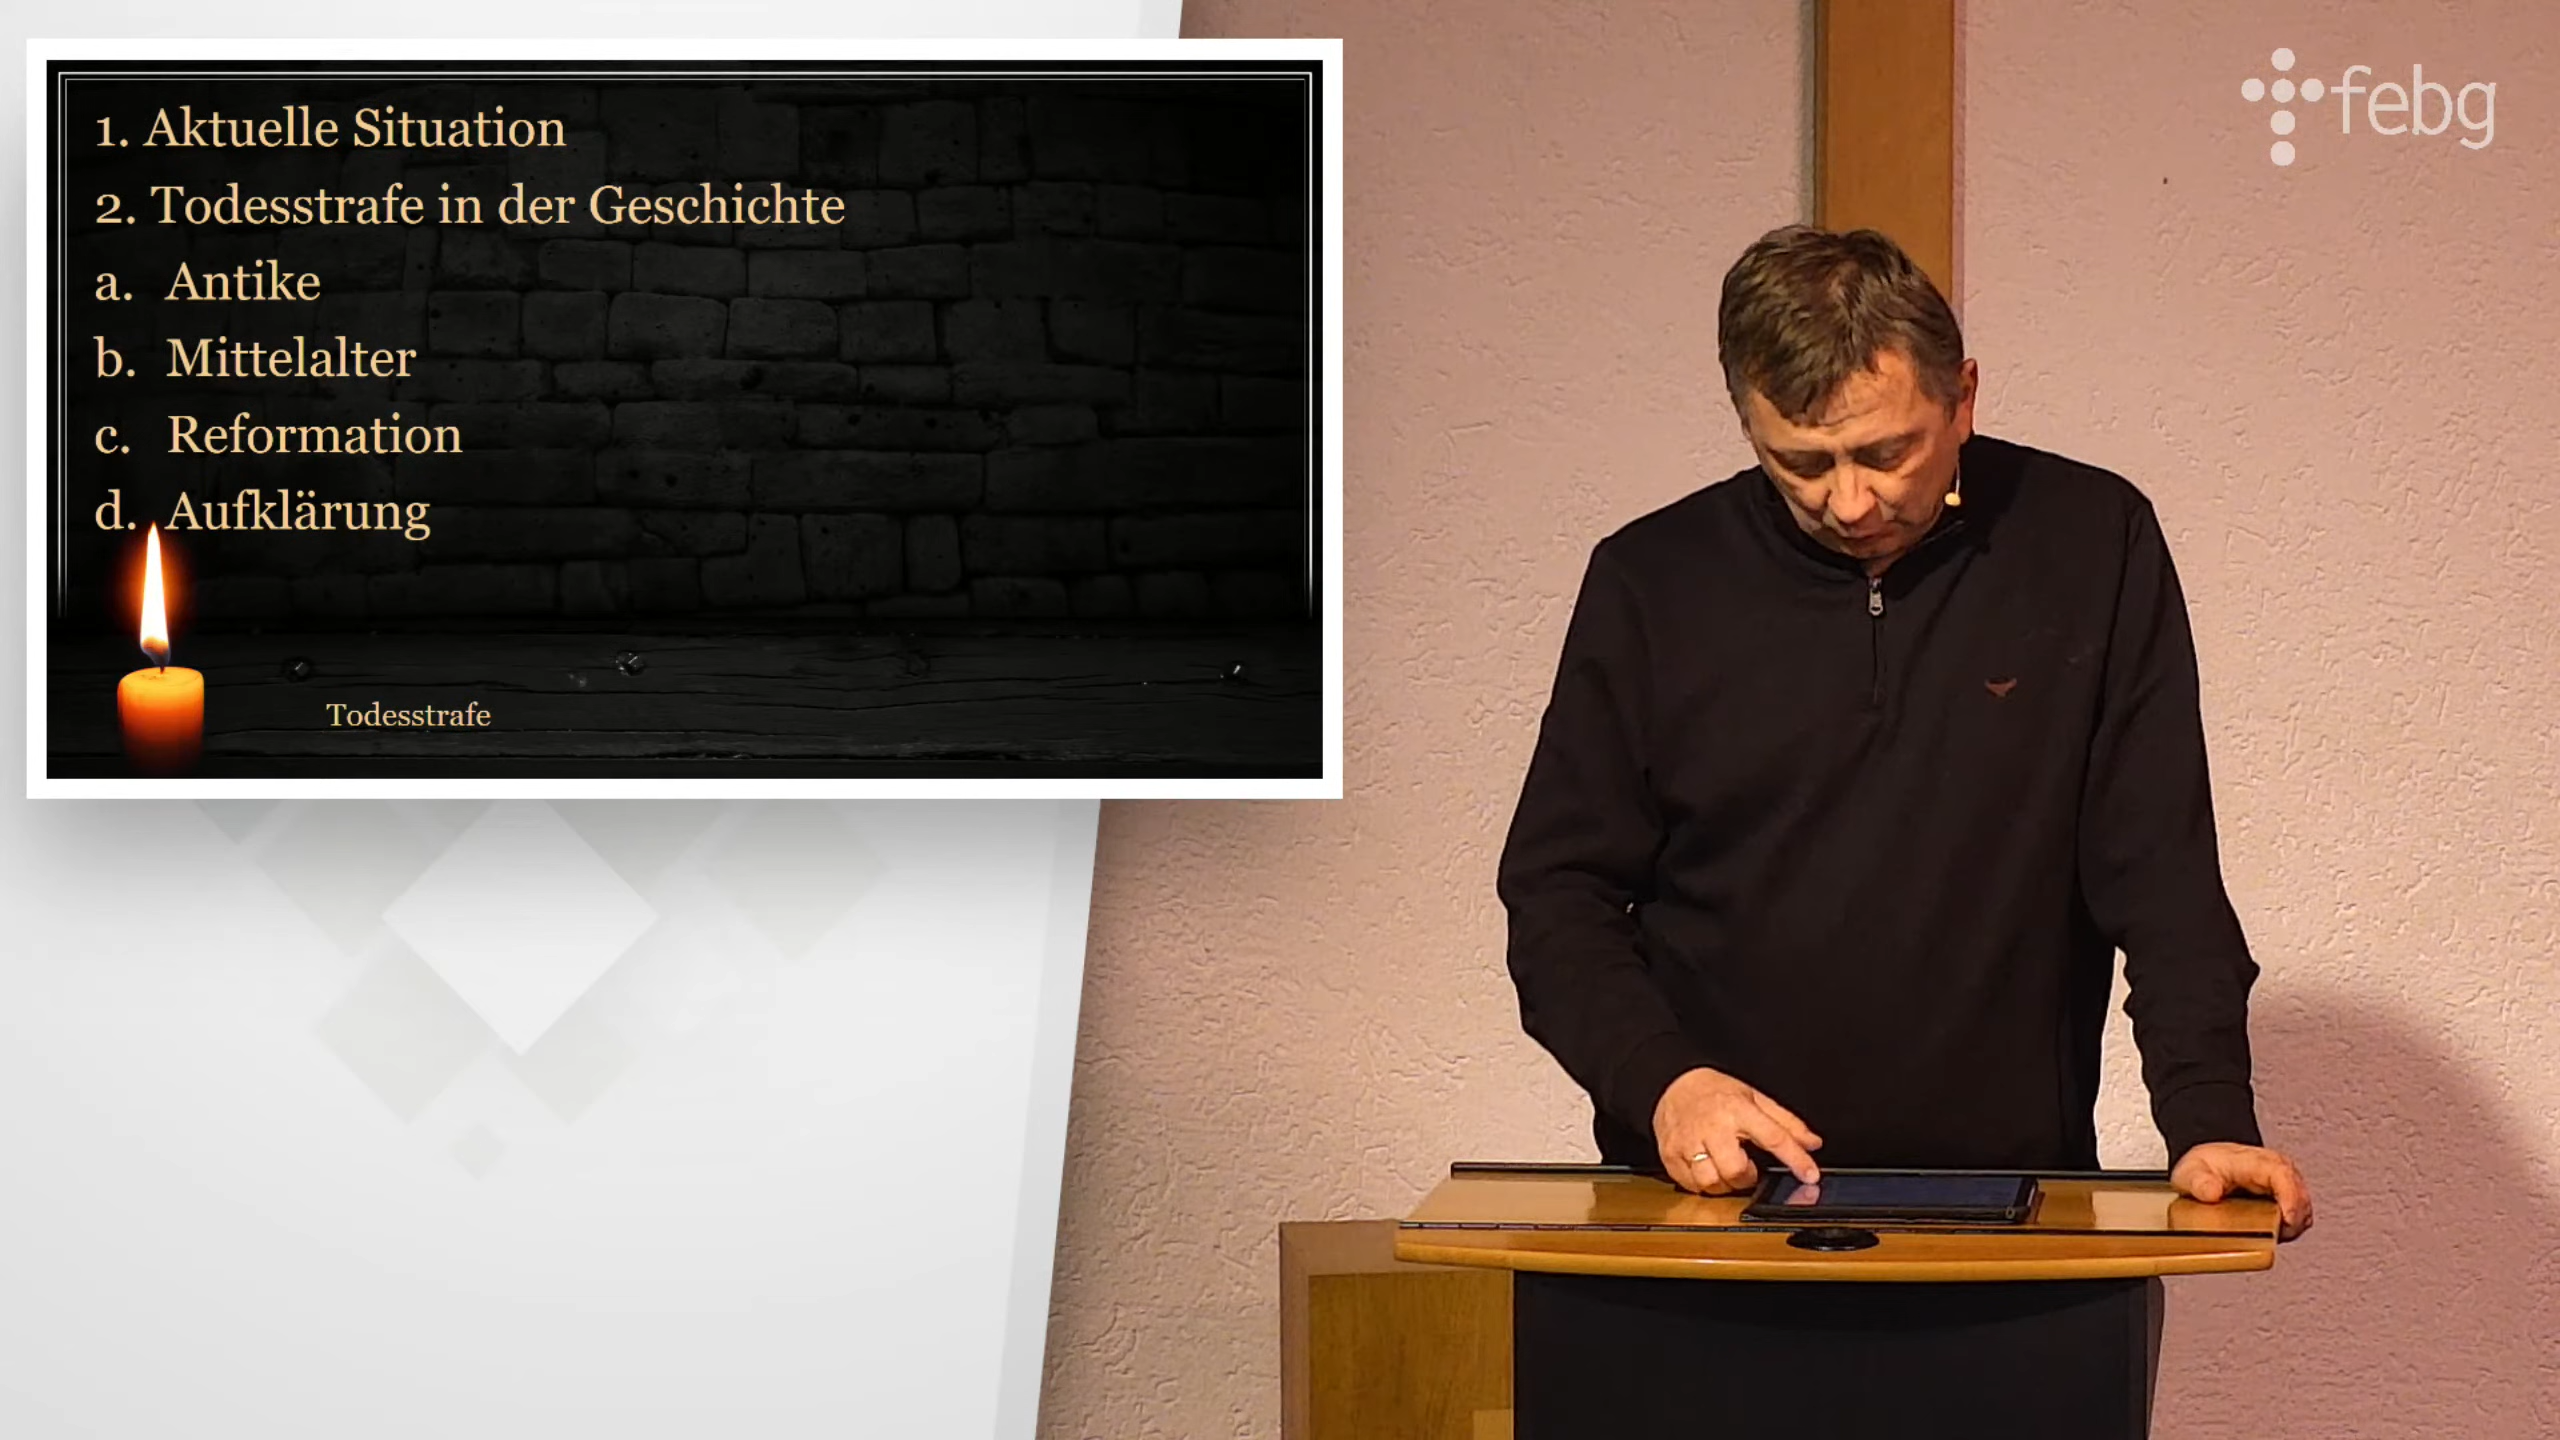 1. Aktuelle Situation
2. Todesstrafe in der Geschichte
a. Antike
b. Mittelalter
c. Reformation
d. Aufklärung
Todesstrafe
febg